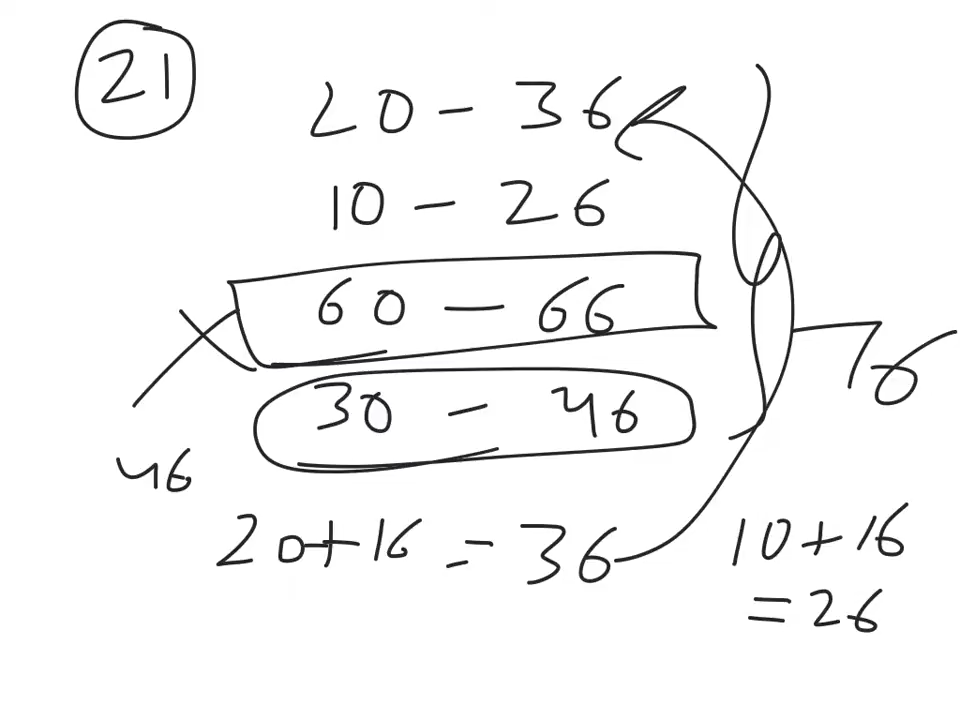 21
20 - 36
10 - 26
60 - 66
30 - 46
16
46
20+16 = 36
10+16
= 26